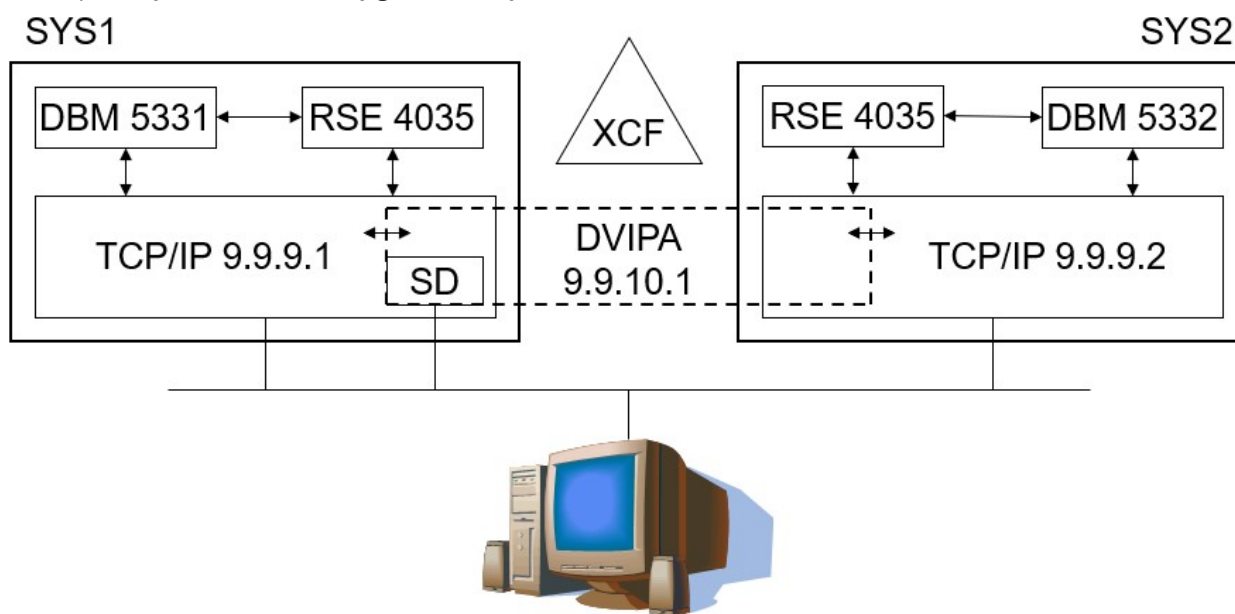 SYS1
SYS2
DBM 5331
RSE 4035
XCF
RSE 4035
DBM 5332
TCP/IP 9.9.9.1
SD
DVIPA
9.9.10.1
TCP/IP 9.9.9.2